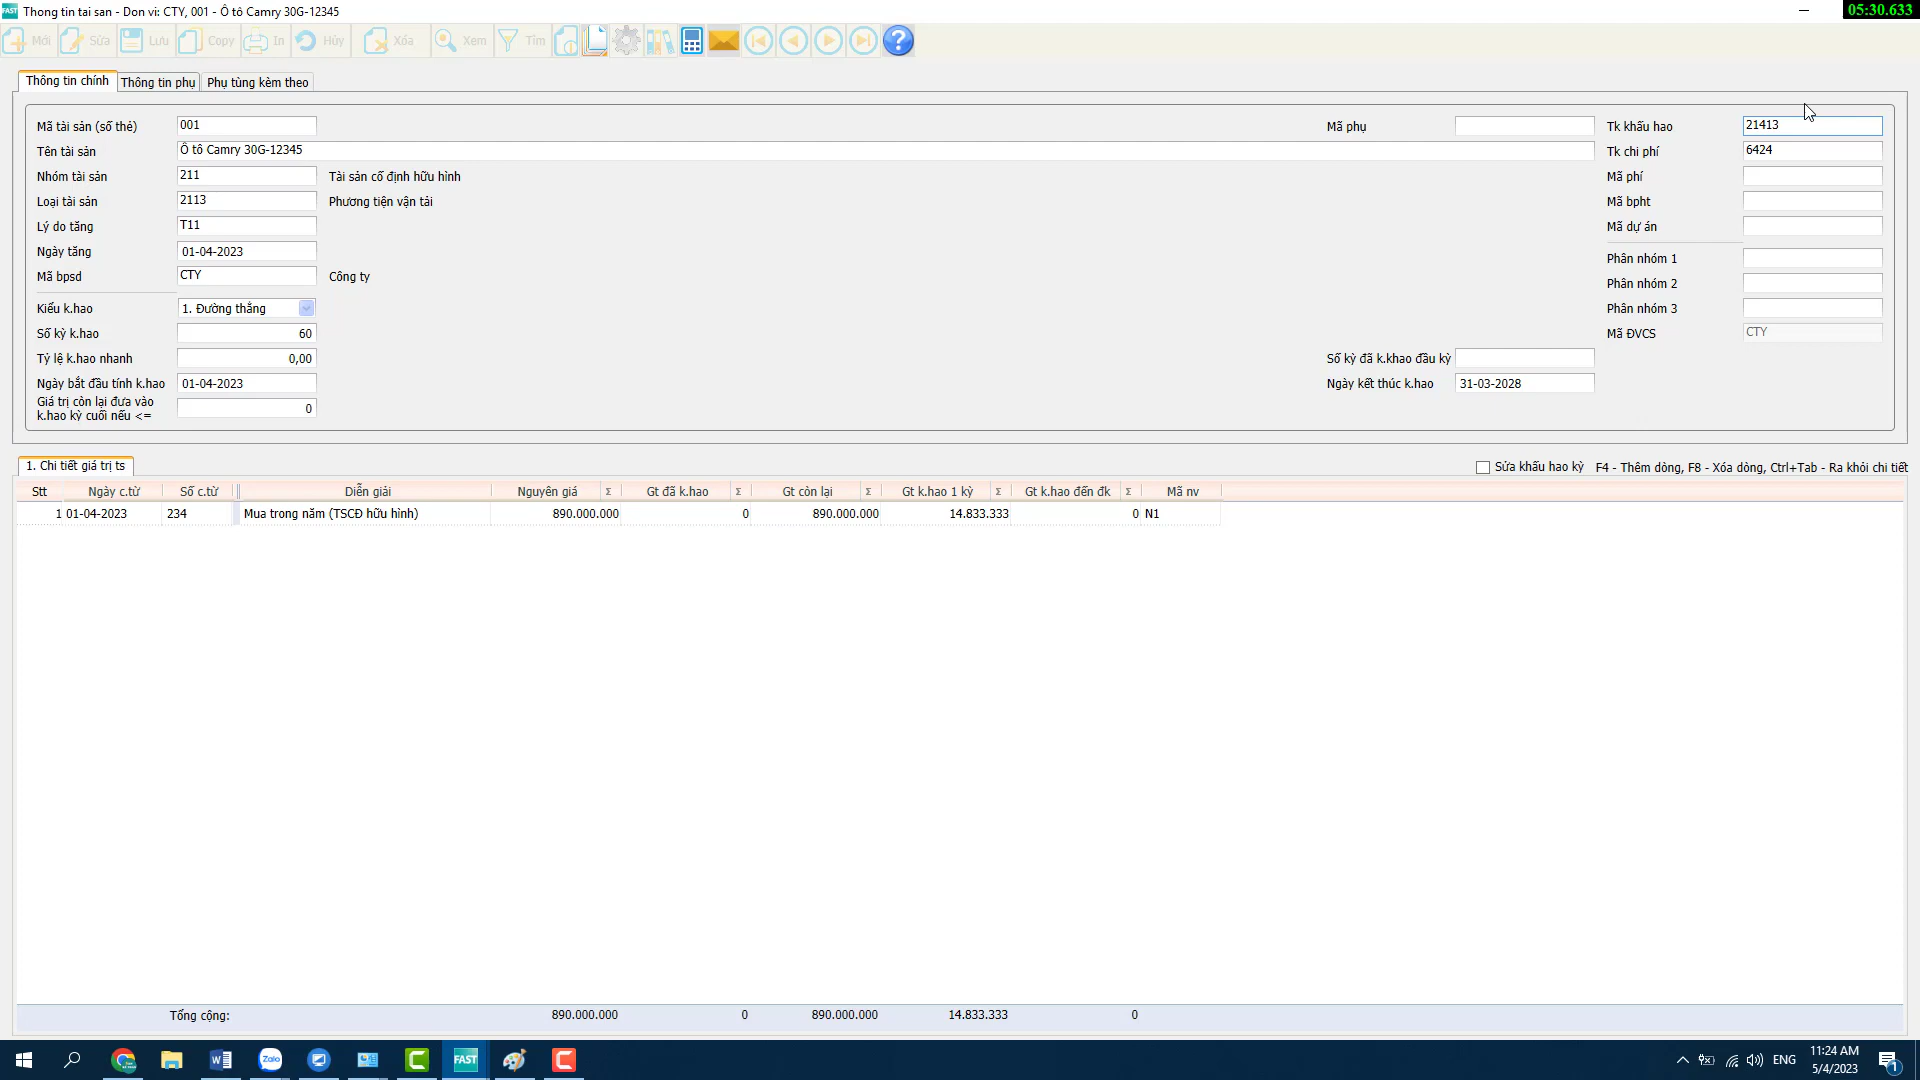 FAST Thong tin tai san - Don vi: CTY, 001 - Ô tô Camry 30G-12345
05:30.633
Mới Sửa Lưu Copy In Hủy Xóa Xem Tìm ?
Thông tin chính Thông tin phụ Phụ tùng kèm theo
Mã tài sản (số thẻ) 001 Mã phụ Tk khấu hao 21413
Tên tài sản Ô tô Camry 30G-12345 Tk chi phí 6424
Nhóm tài sản 211 Tài sản cố định hữu hình Mã phí
Loại tài sản 2113 Phương tiện vận tải Mã bpht
Lý do tăng T11 Mã dự án
Ngày tăng 01-04-2023 Phân nhóm 1
Mã bpsd CTY Công ty Phân nhóm 2
Kiểu k.hao 1. Đường thẳng Phân nhóm 3
Số kỳ k.hao 60 Mã ĐVCS CTY
Tỷ lệ k.hao nhanh 0,00 Số kỳ đã k.khao đầu kỳ
Ngày bắt đầu tính k.hao 01-04-2023 Ngày kết thúc k.hao 31-03-2028
Giá trị còn lại đưa vào
k.hao kỳ cuối nếu <= 0
1. Chi tiết giá trị ts Sửa khấu hao kỳ F4 - Thêm dòng, F8 - Xóa dòng, Ctrl+Tab - Ra khỏi chi tiết
Stt Ngày c.từ Số c.từ Diễn giải Nguyên giá Σ Gt đã k.hao Σ Gt còn lại Σ Gt k.hao 1 kỳ Σ Gt k.hao đến đk Σ Mã nv
1 01-04-2023 234 Mua trong năm (TSCĐ hữu hình) 890.000.000 0 890.000.000 14.833.333 0 N1
Tổng cộng: 890.000.000 0 890.000.000 14.833.333 0
Zalo FAST ENG 11:24 AM
5/4/2023 1